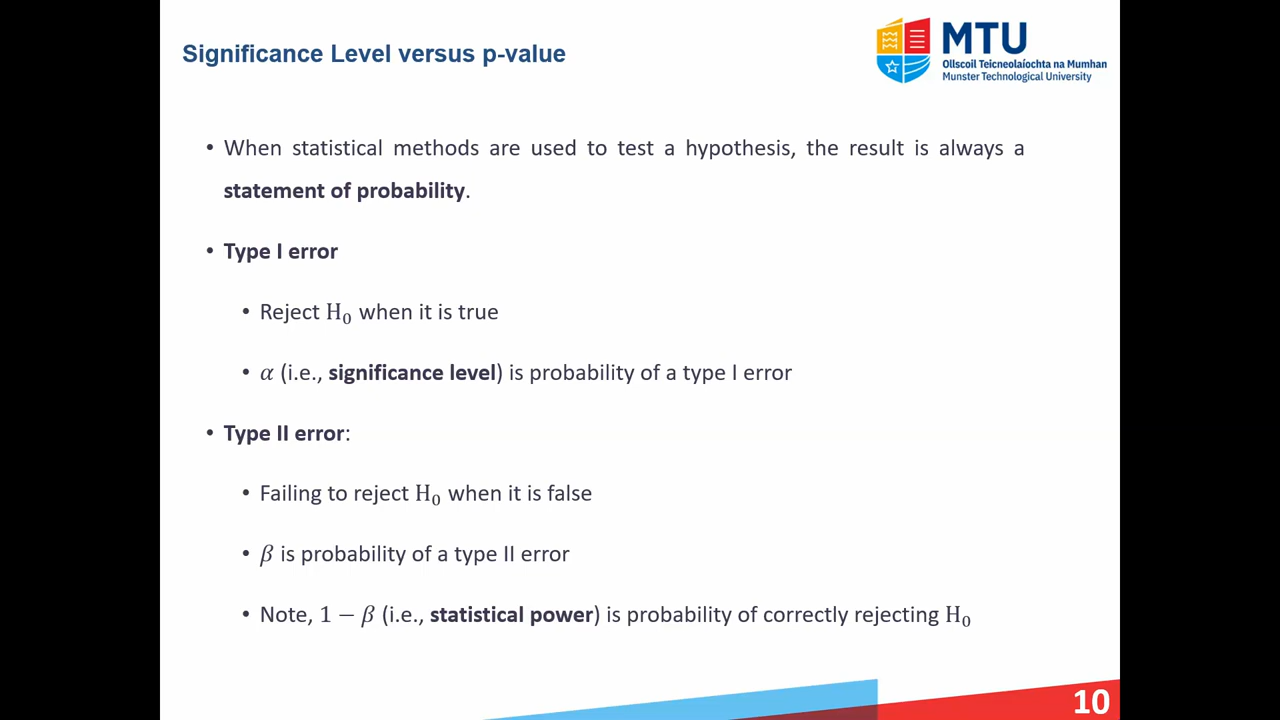 Significance Level versus p-value
MTU
Ollscoil Teicneolaíochta na Mumhan
Munster Technological University
• When statistical methods are used to test a hypothesis, the result is always a
statement of probability.
• Type I error
• Reject H₀ when it is true
• α (i.e., significance level) is probability of a type I error
• Type II error:
• Failing to reject H₀ when it is false
• β is probability of a type II error
• Note, 1 − β (i.e., statistical power) is probability of correctly rejecting H₀
10